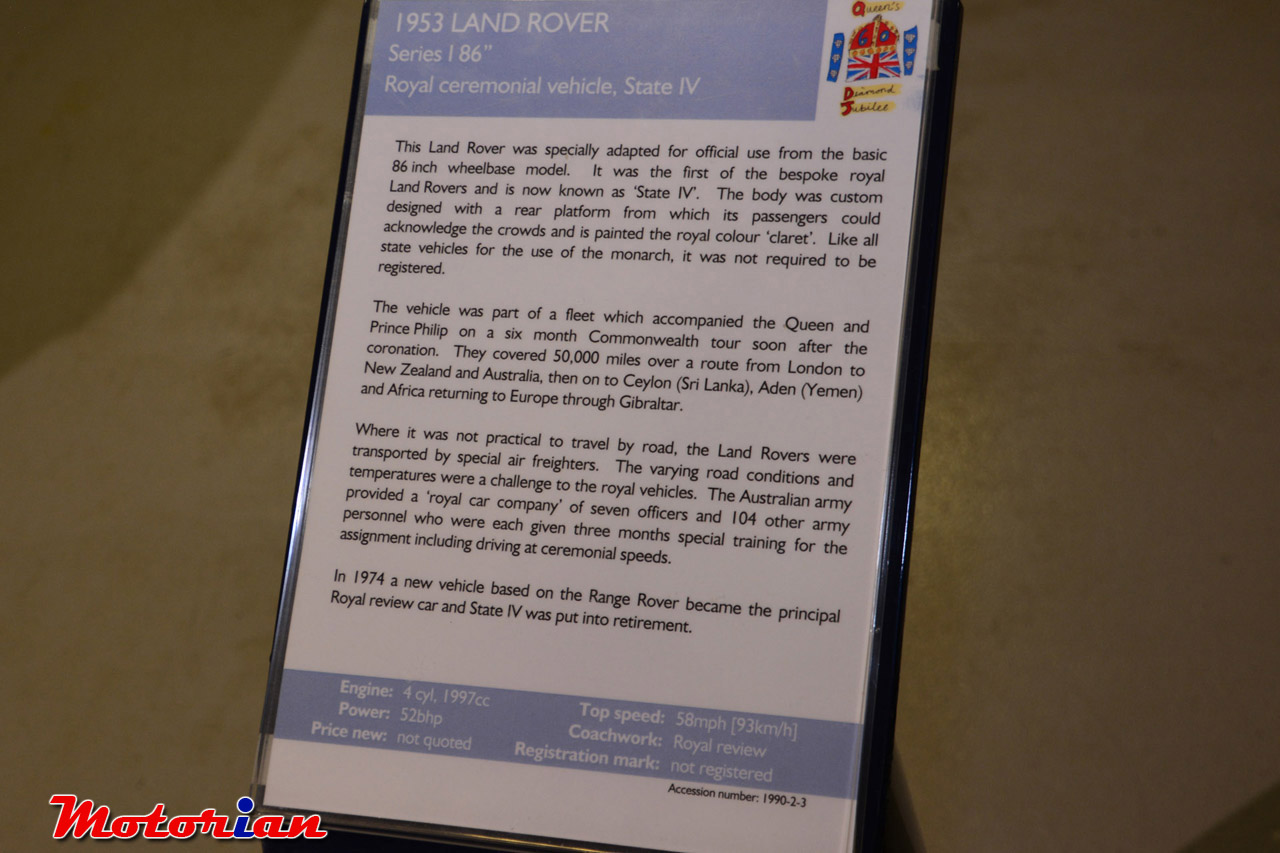 1953 LAND ROVER
Series I 86"
Royal ceremonial vehicle, State IV
Queen's
Diamond
Jubilee
This Land Rover was specially adapted for official use from the basic
86 inch wheelbase model. It was the first of the bespoke royal
Land Rovers and is now known as 'State IV'. The body was custom
designed with a rear platform from which its passengers could
acknowledge the crowds and is painted the royal colour 'claret'. Like all
state vehicles for the use of the monarch, it was not required to be
registered.
The vehicle was part of a fleet which accompanied the Queen and
Prince Philip on a six month Commonwealth tour soon after the
coronation. They covered 50,000 miles over a route from London to
New Zealand and Australia, then on to Ceylon (Sri Lanka), Aden (Yemen)
and Africa returning to Europe through Gibraltar.
Where it was not practical to travel by road, the Land Rovers were
transported by special air freighters. The varying road conditions and
temperatures were a challenge to the royal vehicles. The Australian army
provided a 'royal car company' of seven officers and 104 other army
personnel who were each given three months special training for the
assignment including driving at ceremonial speeds.
In 1974 a new vehicle based on the Range Rover became the principal
Royal review car and State IV was put into retirement.
Engine: 4 cyl, 1997cc
Power: 52bhp
Price new: not quoted
Top speed: 58mph [93km/h]
Coachwork: Royal review
Registration mark: not registered
Accession number: 1990-2-3
Motorian